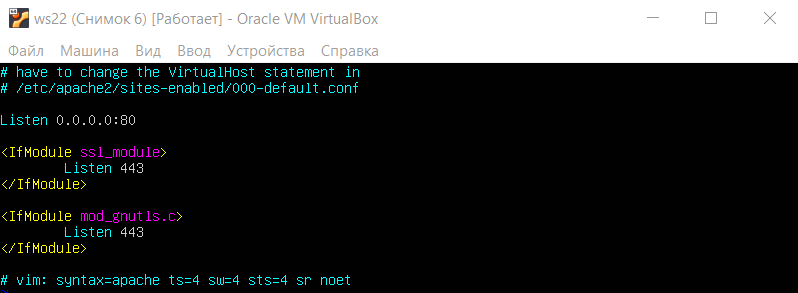 ws22 (Снимок 6) [Работает] - Oracle VM VirtualBox
Файл Машина Вид Ввод Устройства Справка
# have to change the VirtualHost statement in
# /etc/apache2/sites-enabled/000-default.conf
Listen 0.0.0.0:80
<IfModule ssl_module>
Listen 443
</IfModule>
<IfModule mod_gnutls.c>
Listen 443
</IfModule>
# vim: syntax=apache ts=4 sw=4 sts=4 sr noet